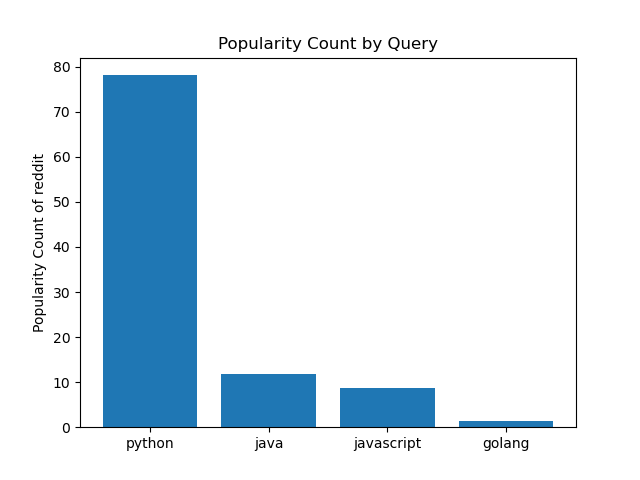 Popularity Count by Query
Popularity Count of reddit
80
70
60
50
40
30
20
10
0
python
java
javascript
golang